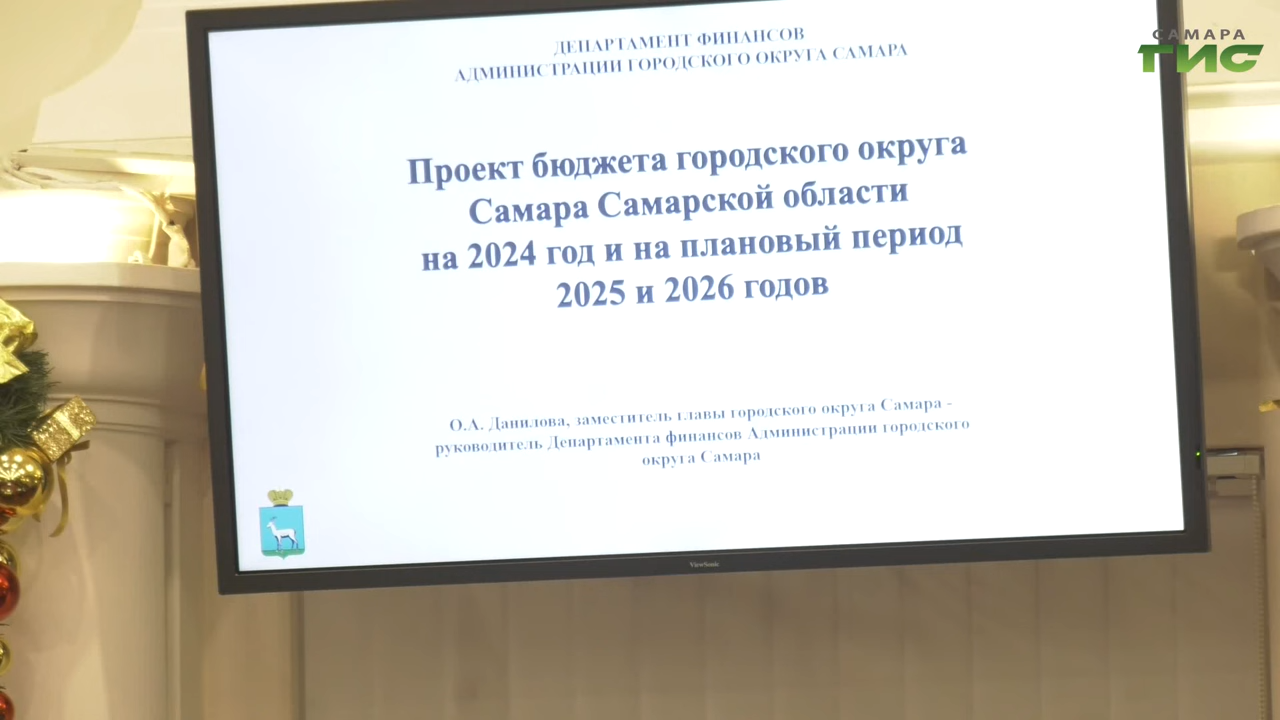 САМАРА
ГИС
ДЕПАРТАМЕНТ ФИНАНСОВ
АДМИНИСТРАЦИИ ГОРОДСКОГО ОКРУГА САМАРА
Проект бюджета городского округа
Самара Самарской области
на 2024 год и на плановый период
2025 и 2026 годов
О.А. Данилова, заместитель главы городского округа Самара -
руководитель Департамента финансов Администрации городского
округа Самара
ViewSonic